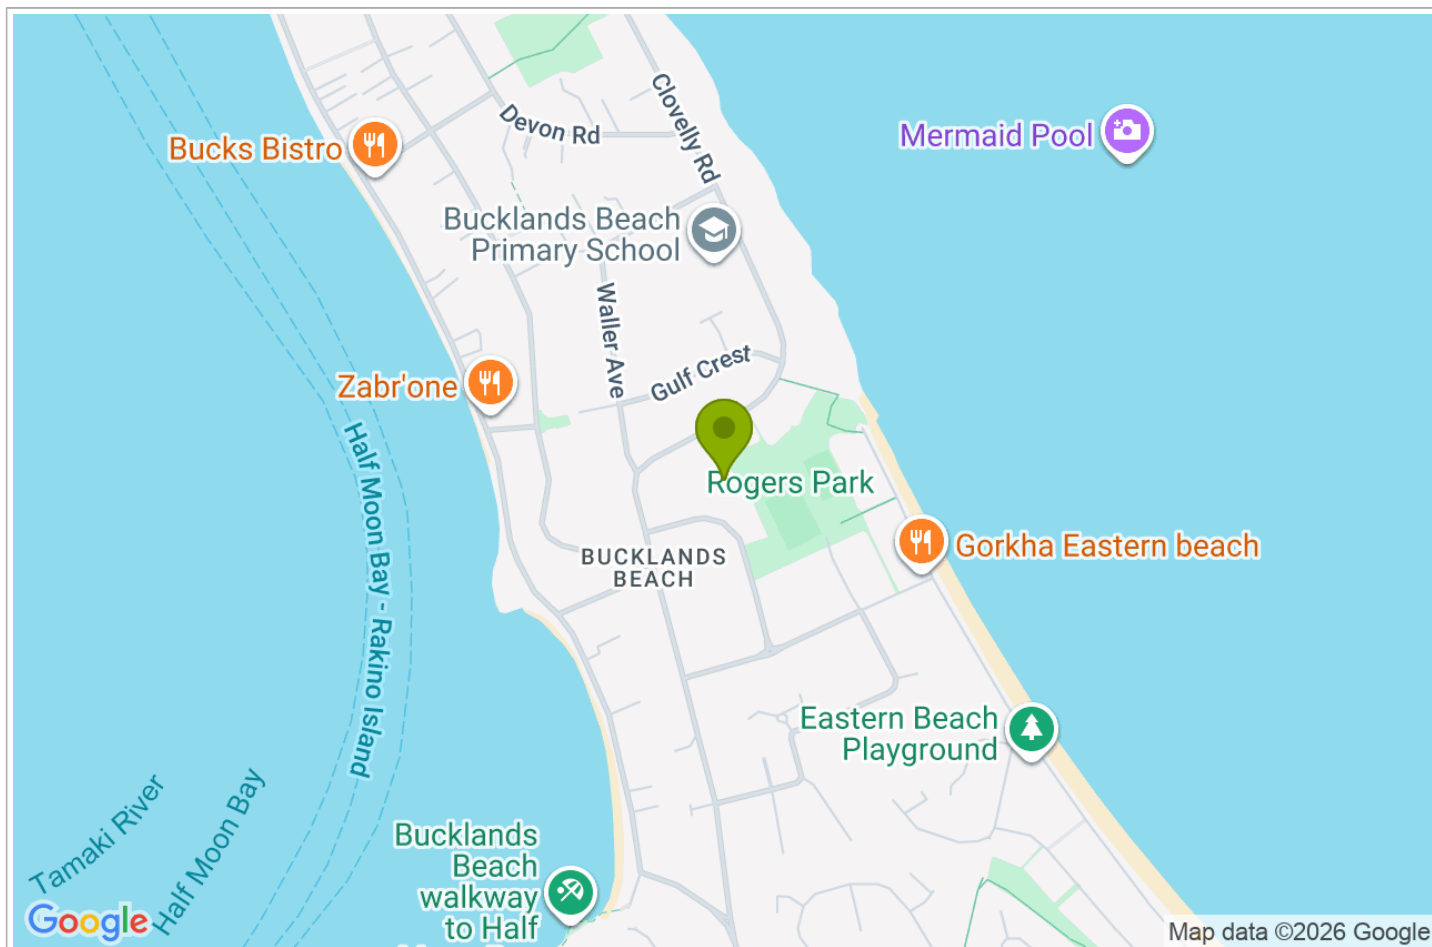 Devon Rd
Clovelly Rd
Bucks Bistro
Mermaid Pool
Bucklands Beach
Primary School
Waller Ave
Gulf Crest
Zabr'one
Half Moon Bay - Rakino Island
Rogers Park
BUCKLANDS
BEACH
Gorkha Eastern beach
Eastern Beach
Playground
Tamaki River
Half Moon Bay
Bucklands
Beach
walkway
to Half
Google
Map data ©2026 Google